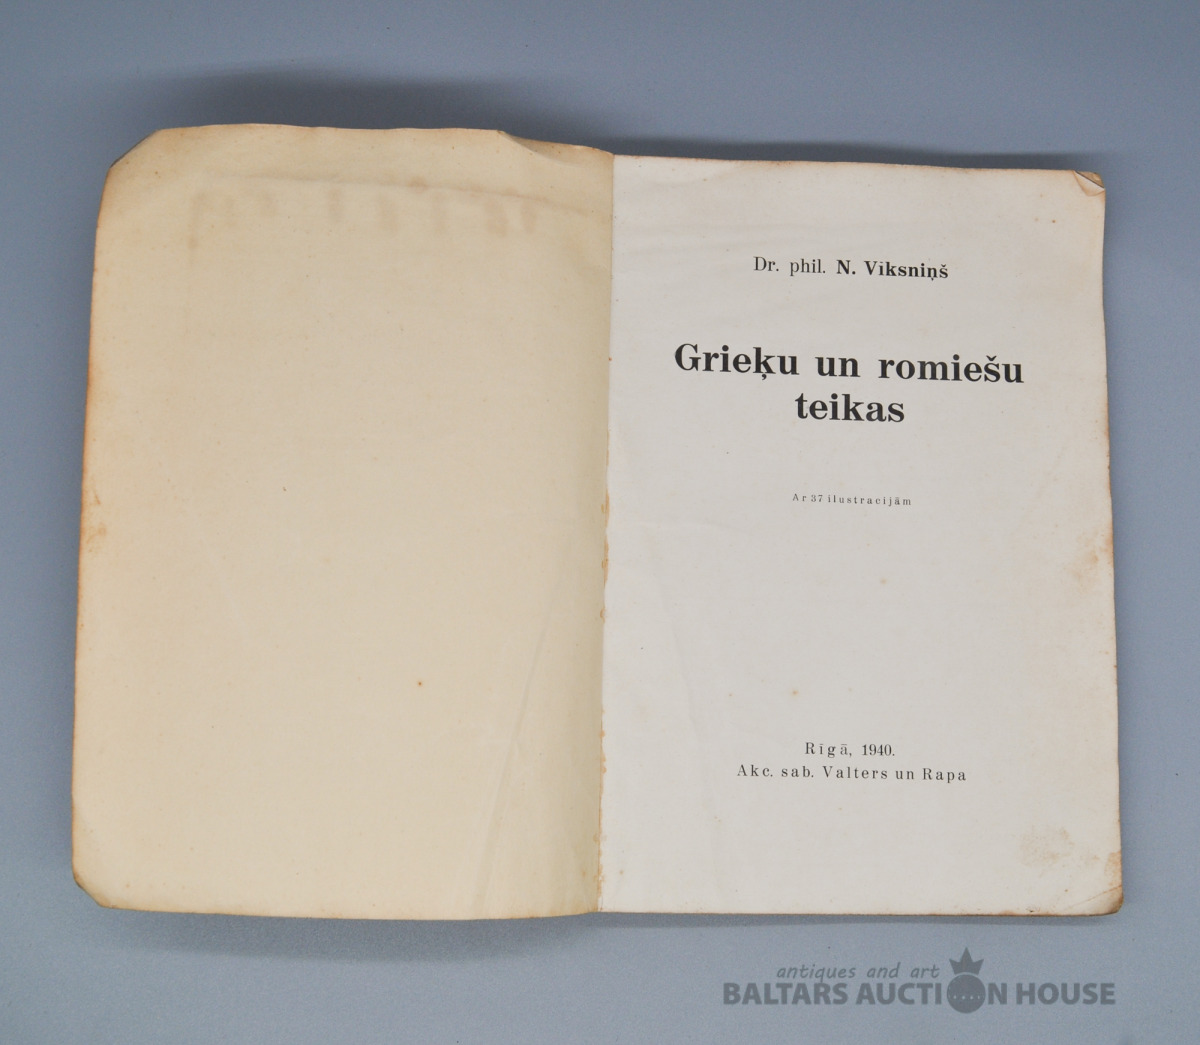 Dr. phil. N. Vīksniņš
Grieķu un romiešu
teikas
Ar 37 ilustracijām
Rīgā, 1940.
Akc. sab. Valters un Rapa
antiques and art
BALTARS AUCTION HOUSE